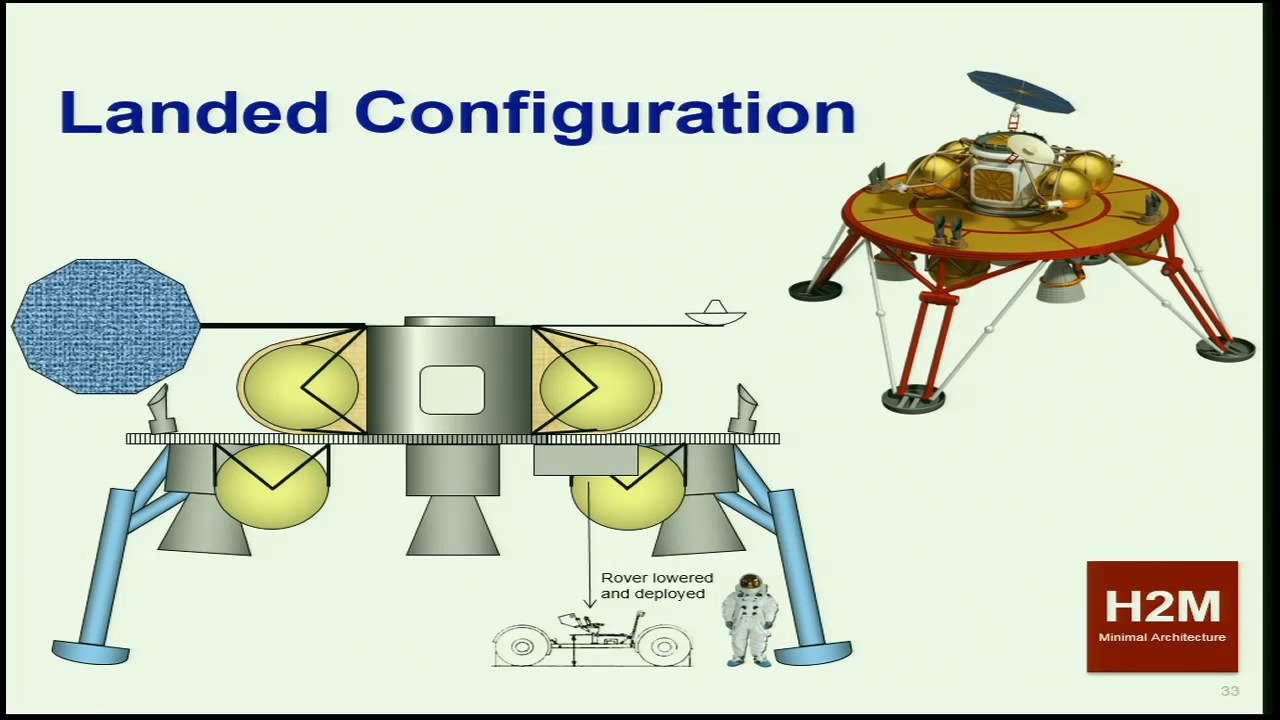 Landed Configuration
Rover lowered
and deployed
H2M
Minimal Architecture
33